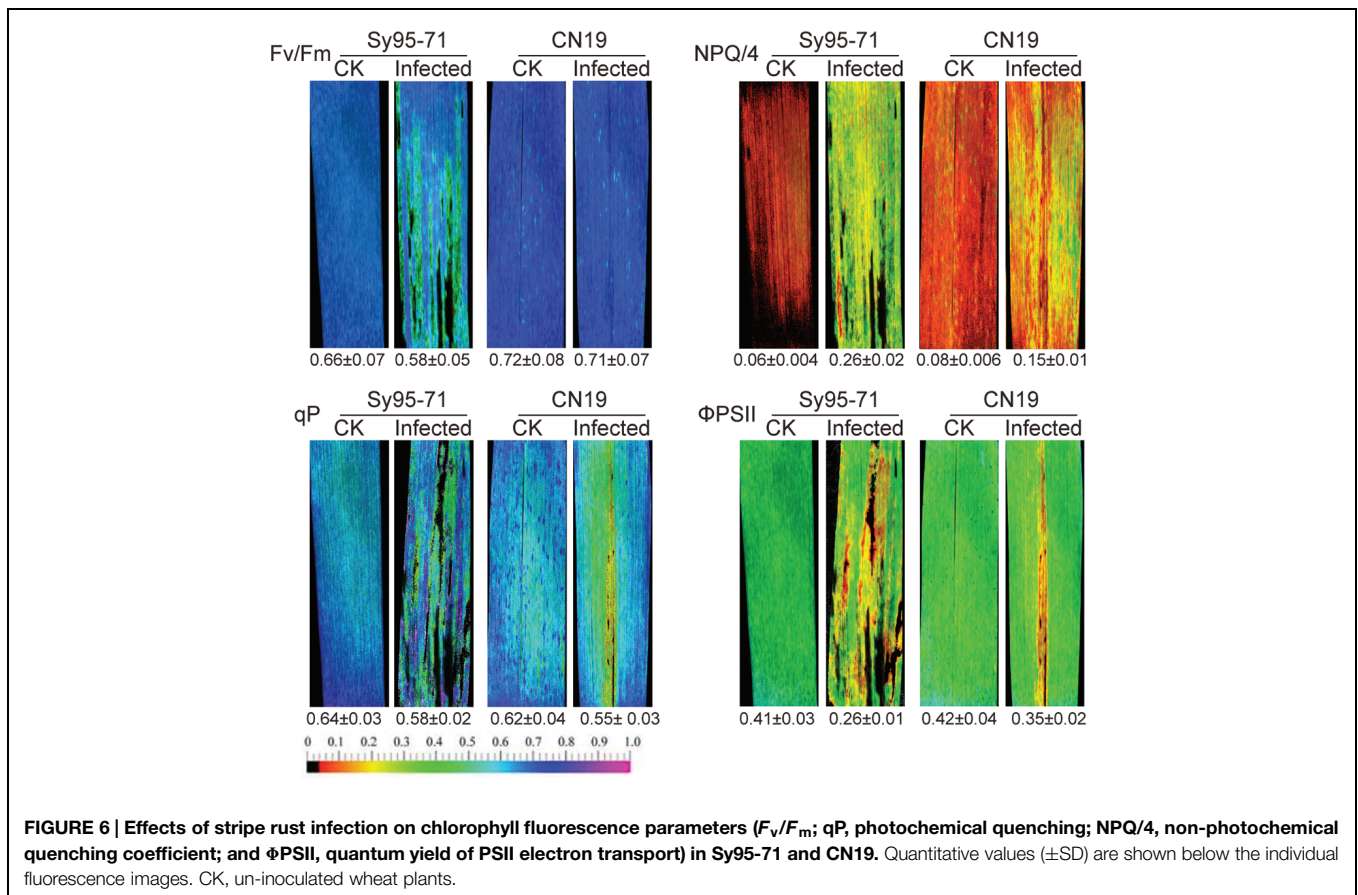 Fv/Fm Sy95-71 CN19
CK Infected CK Infected
0.66±0.07 0.58±0.05 0.72±0.08 0.71±0.07
NPQ/4 Sy95-71 CN19
CK Infected CK Infected
0.06±0.004 0.26±0.02 0.08±0.006 0.15±0.01
qP Sy95-71 CN19
CK Infected CK Infected
0.64±0.03 0.58±0.02 0.62±0.04 0.55± 0.03
ΦPSII Sy95-71 CN19
CK Infected CK Infected
0.41±0.03 0.26±0.01 0.42±0.04 0.35±0.02
0 0.1 0.2 0.3 0.4 0.5 0.6 0.7 0.8 0.9 1.0
FIGURE 6 | Effects of stripe rust infection on chlorophyll fluorescence parameters (Fv/Fm; qP, photochemical quenching; NPQ/4, non-photochemical
quenching coefficient; and ΦPSII, quantum yield of PSII electron transport) in Sy95-71 and CN19. Quantitative values (±SD) are shown below the individual
fluorescence images. CK, un-inoculated wheat plants.